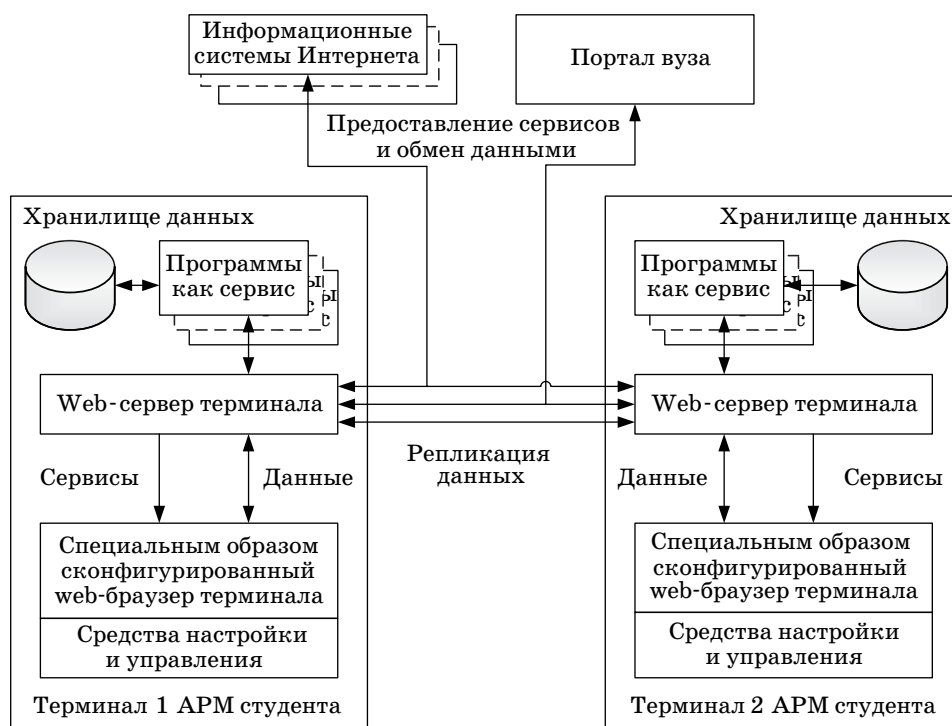 Информационные
системы Интернета
Портал вуза
Предоставление сервисов
и обмен данными
Хранилище данных
Программы
как сервис
ы
ы
с
с
Web-сервер терминала
Сервисы
Данные
Специальным образом
сконфигурированный
web-браузер терминала
Средства настройки
и управления
Терминал 1 АРМ студента
Репликация
данных
Хранилище данных
Программы
как сервис
ы
ы
с
с
Web-сервер терминала
Данные
Сервисы
Специальным образом
сконфигурированный
web-браузер терминала
Средства настройки
и управления
Терминал 2 АРМ студента